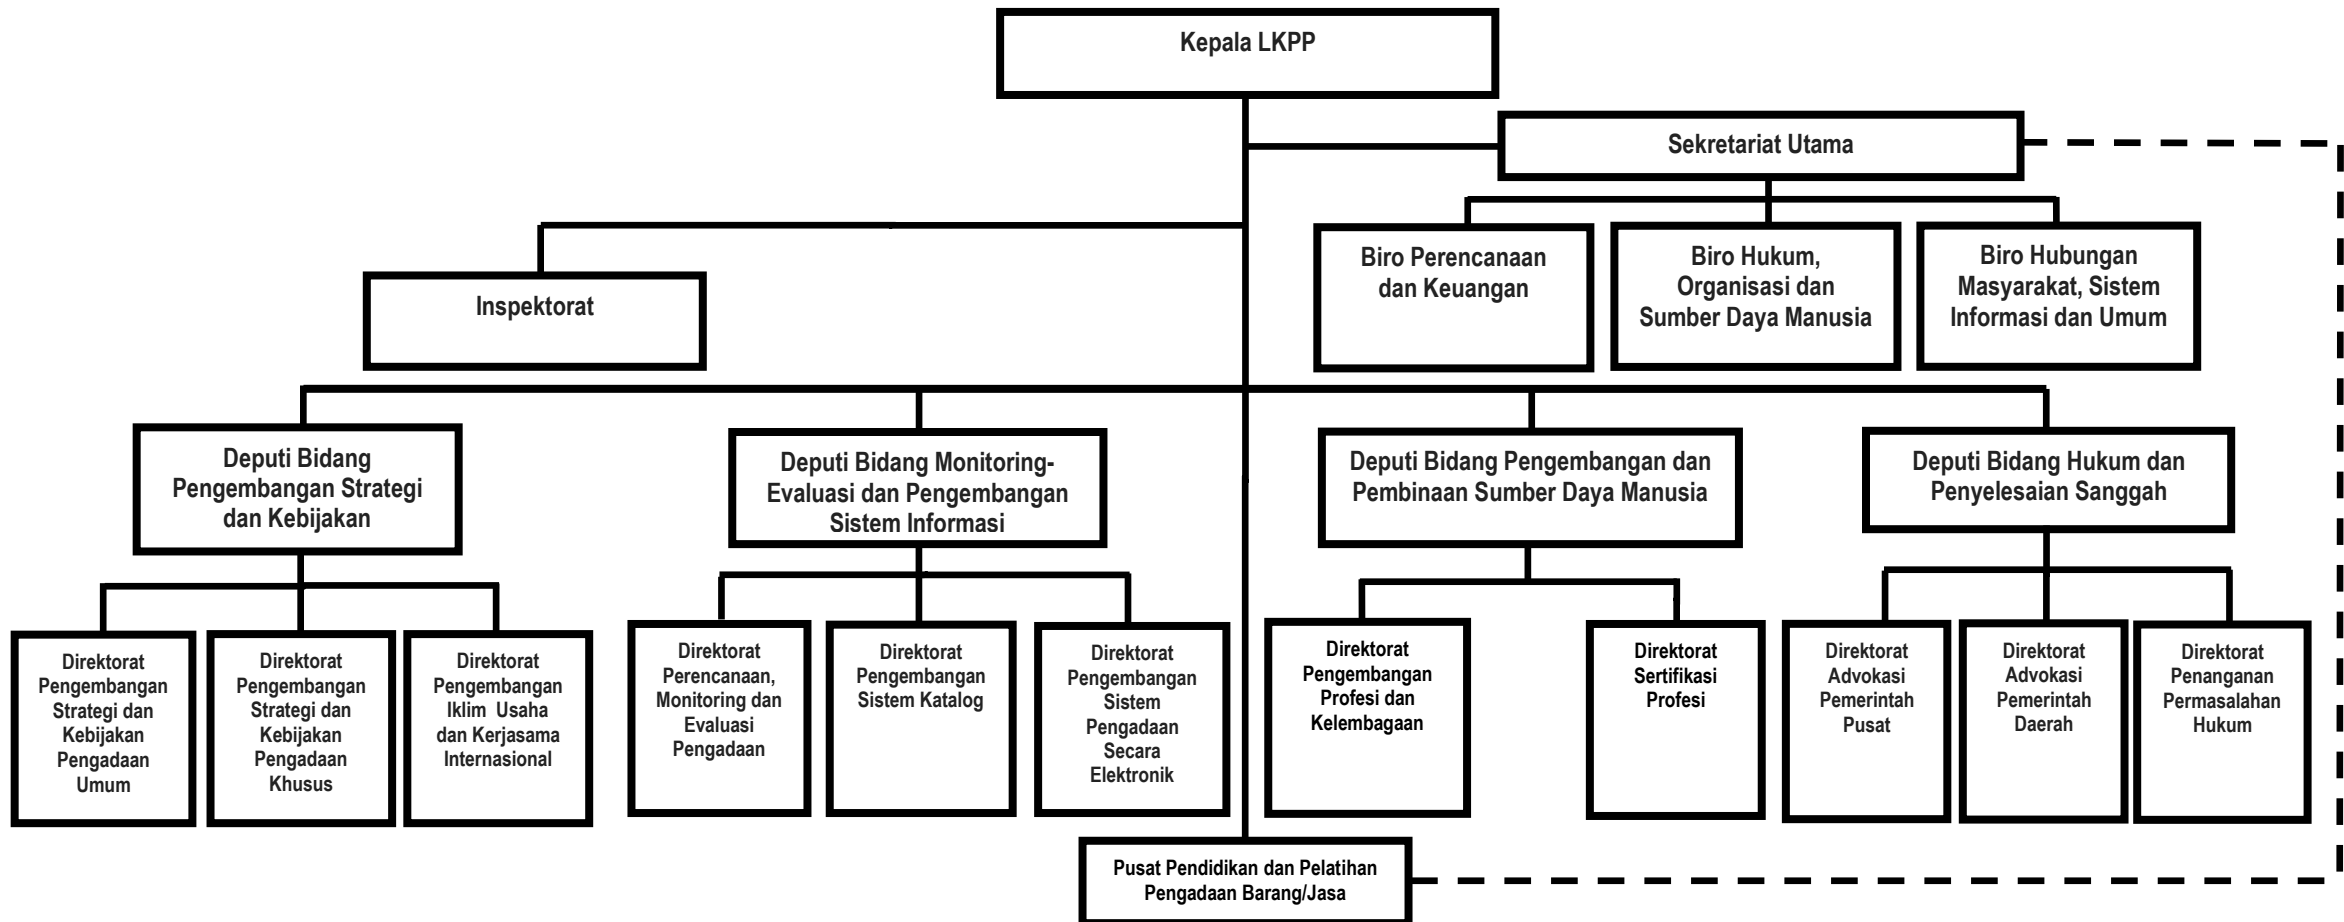 Kepala LKPP
Sekretariat Utama
Biro Perencanaan
dan Keuangan
Biro Hukum,
Organisasi dan
Sumber Daya Manusia
Biro Hubungan
Masyarakat, Sistem
Informasi dan Umum
Inspektorat
Deputi Bidang
Pengembangan Strategi
dan Kebijakan
Deputi Bidang Monitoring-
Evaluasi dan Pengembangan
Sistem Informasi
Deputi Bidang Pengembangan dan
Pembinaan Sumber Daya Manusia
Deputi Bidang Hukum dan
Penyelesaian Sanggah
Direktorat
Pengembangan
Strategi dan
Kebijakan
Pengadaan
Umum
Direktorat
Pengembangan
Strategi dan
Kebijakan
Pengadaan
Khusus
Direktorat
Pengembangan
Iklim Usaha
dan Kerjasama
Internasional
Direktorat
Perencanaan,
Monitoring dan
Evaluasi
Pengadaan
Direktorat
Pengembangan
Sistem Katalog
Direktorat
Pengembangan
Sistem
Pengadaan
Secara
Elektronik
Direktorat
Pengembangan
Profesi dan
Kelembagaan
Direktorat
Sertifikasi
Profesi
Direktorat
Advokasi
Pemerintah
Pusat
Direktorat
Advokasi
Pemerintah
Daerah
Direktorat
Penanganan
Permasalahan
Hukum
Pusat Pendidikan dan Pelatihan
Pengadaan Barang/Jasa